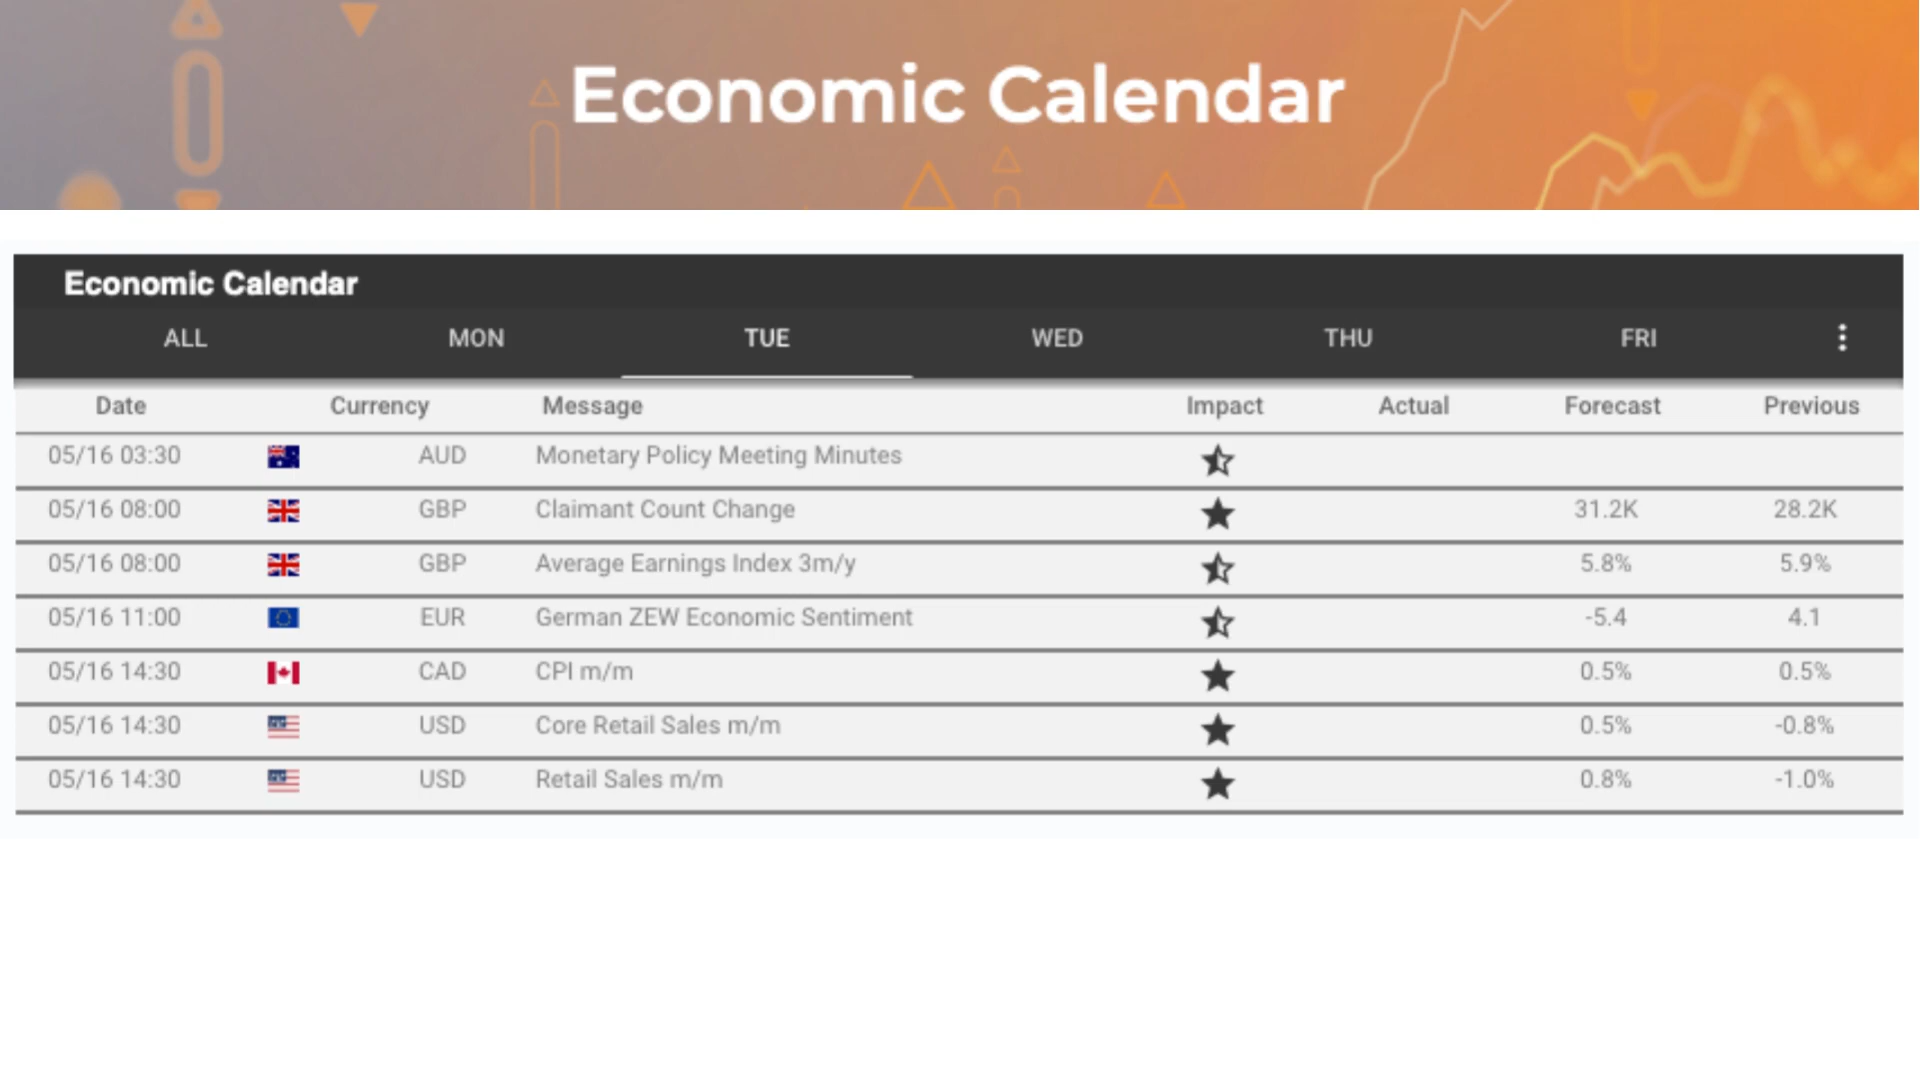 Economic Calendar
Economic Calendar
ALL MON TUE WED THU FRI
Date Currency Message Impact Actual Forecast Previous
05/16 03:30 AUD Monetary Policy Meeting Minutes
05/16 08:00 GBP Claimant Count Change 31.2K 28.2K
05/16 08:00 GBP Average Earnings Index 3m/y 5.8% 5.9%
05/16 11:00 EUR German ZEW Economic Sentiment -5.4 4.1
05/16 14:30 CAD CPI m/m 0.5% 0.5%
05/16 14:30 USD Core Retail Sales m/m 0.5% -0.8%
05/16 14:30 USD Retail Sales m/m 0.8% -1.0%